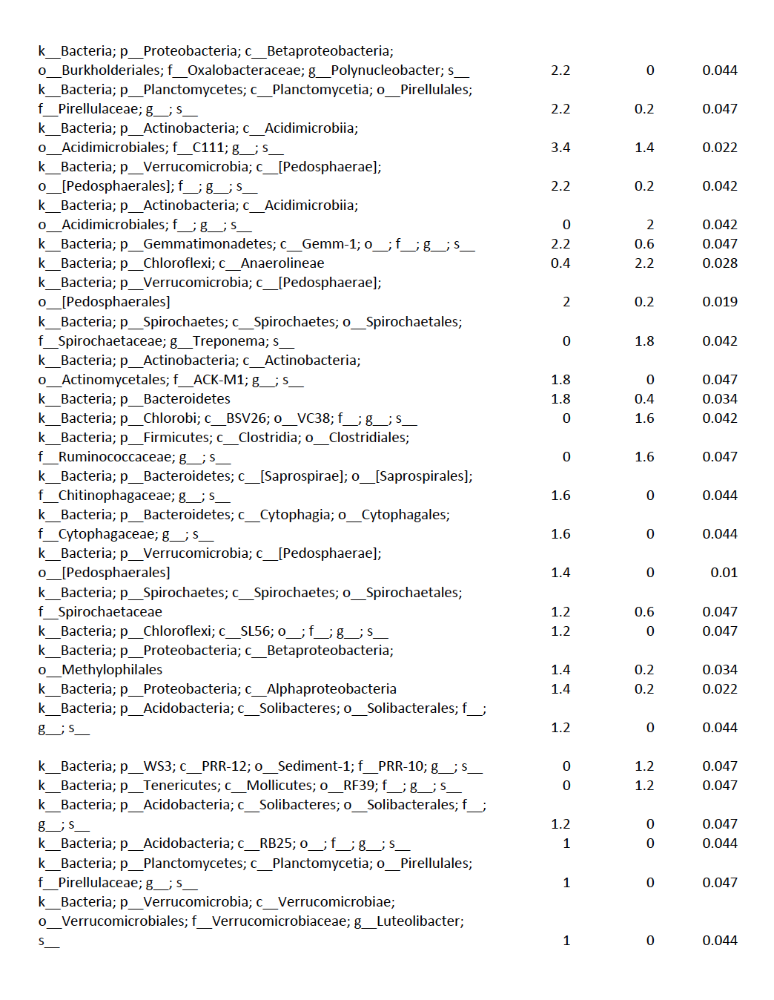 k__Bacteria; p__Proteobacteria; c__Betaproteobacteria;
o__Burkholderiales; f__Oxalobacteraceae; g__Polynucleobacter; s__ 2.2 0 0.044
k__Bacteria; p__Planctomycetes; c__Planctomycetia; o__Pirellulales;
f__Pirellulaceae; g__; s__ 2.2 0.2 0.047
k__Bacteria; p__Actinobacteria; c__Acidimicrobiia;
o__Acidimicrobiales; f__C111; g__; s__ 3.4 1.4 0.022
k__Bacteria; p__Verrucomicrobia; c__[Pedosphaerae];
o__[Pedosphaerales]; f__; g__; s__ 2.2 0.2 0.042
k__Bacteria; p__Actinobacteria; c__Acidimicrobiia;
o__Acidimicrobiales; f__; g__; s__ 0 2 0.042
k__Bacteria; p__Gemmatimonadetes; c__Gemm-1; o__; f__; g__; s__ 2.2 0.6 0.047
k__Bacteria; p__Chloroflexi; c__Anaerolineae 0.4 2.2 0.028
k__Bacteria; p__Verrucomicrobia; c__[Pedosphaerae];
o__[Pedosphaerales] 2 0.2 0.019
k__Bacteria; p__Spirochaetes; c__Spirochaetes; o__Spirochaetales;
f__Spirochaetaceae; g__Treponema; s__ 0 1.8 0.042
k__Bacteria; p__Actinobacteria; c__Actinobacteria;
o__Actinomycetales; f__ACK-M1; g__; s__ 1.8 0 0.047
k__Bacteria; p__Bacteroidetes 1.8 0.4 0.034
k__Bacteria; p__Chlorobi; c__BSV26; o__VC38; f__; g__; s__ 0 1.6 0.042
k__Bacteria; p__Firmicutes; c__Clostridia; o__Clostridiales;
f__Ruminococcaceae; g__; s__ 0 1.6 0.047
k__Bacteria; p__Bacteroidetes; c__[Saprospirae]; o__[Saprospirales];
f__Chitinophagaceae; g__; s__ 1.6 0 0.044
k__Bacteria; p__Bacteroidetes; c__Cytophagia; o__Cytophagales;
f__Cytophagaceae; g__; s__ 1.6 0 0.044
k__Bacteria; p__Verrucomicrobia; c__[Pedosphaerae];
o__[Pedosphaerales] 1.4 0 0.01
k__Bacteria; p__Spirochaetes; c__Spirochaetes; o__Spirochaetales;
f__Spirochaetaceae 1.2 0.6 0.047
k__Bacteria; p__Chloroflexi; c__SL56; o__; f__; g__; s__ 1.2 0 0.047
k__Bacteria; p__Proteobacteria; c__Betaproteobacteria;
o__Methylophilales 1.4 0.2 0.034
k__Bacteria; p__Proteobacteria; c__Alphaproteobacteria 1.4 0.2 0.022
k__Bacteria; p__Acidobacteria; c__Solibacteres; o__Solibacterales; f__;
g__; s__ 1.2 0 0.044
k__Bacteria; p__WS3; c__PRR-12; o__Sediment-1; f__PRR-10; g__; s__ 0 1.2 0.047
k__Bacteria; p__Tenericutes; c__Mollicutes; o__RF39; f__; g__; s__ 0 1.2 0.047
k__Bacteria; p__Acidobacteria; c__Solibacteres; o__Solibacterales; f__;
g__; s__ 1.2 0 0.047
k__Bacteria; p__Acidobacteria; c__RB25; o__; f__; g__; s__ 1 0 0.044
k__Bacteria; p__Planctomycetes; c__Planctomycetia; o__Pirellulales;
f__Pirellulaceae; g__; s__ 1 0 0.047
k__Bacteria; p__Verrucomicrobia; c__Verrucomicrobiae;
o__Verrucomicrobiales; f__Verrucomicrobiaceae; g__Luteolibacter;
s__ 1 0 0.044